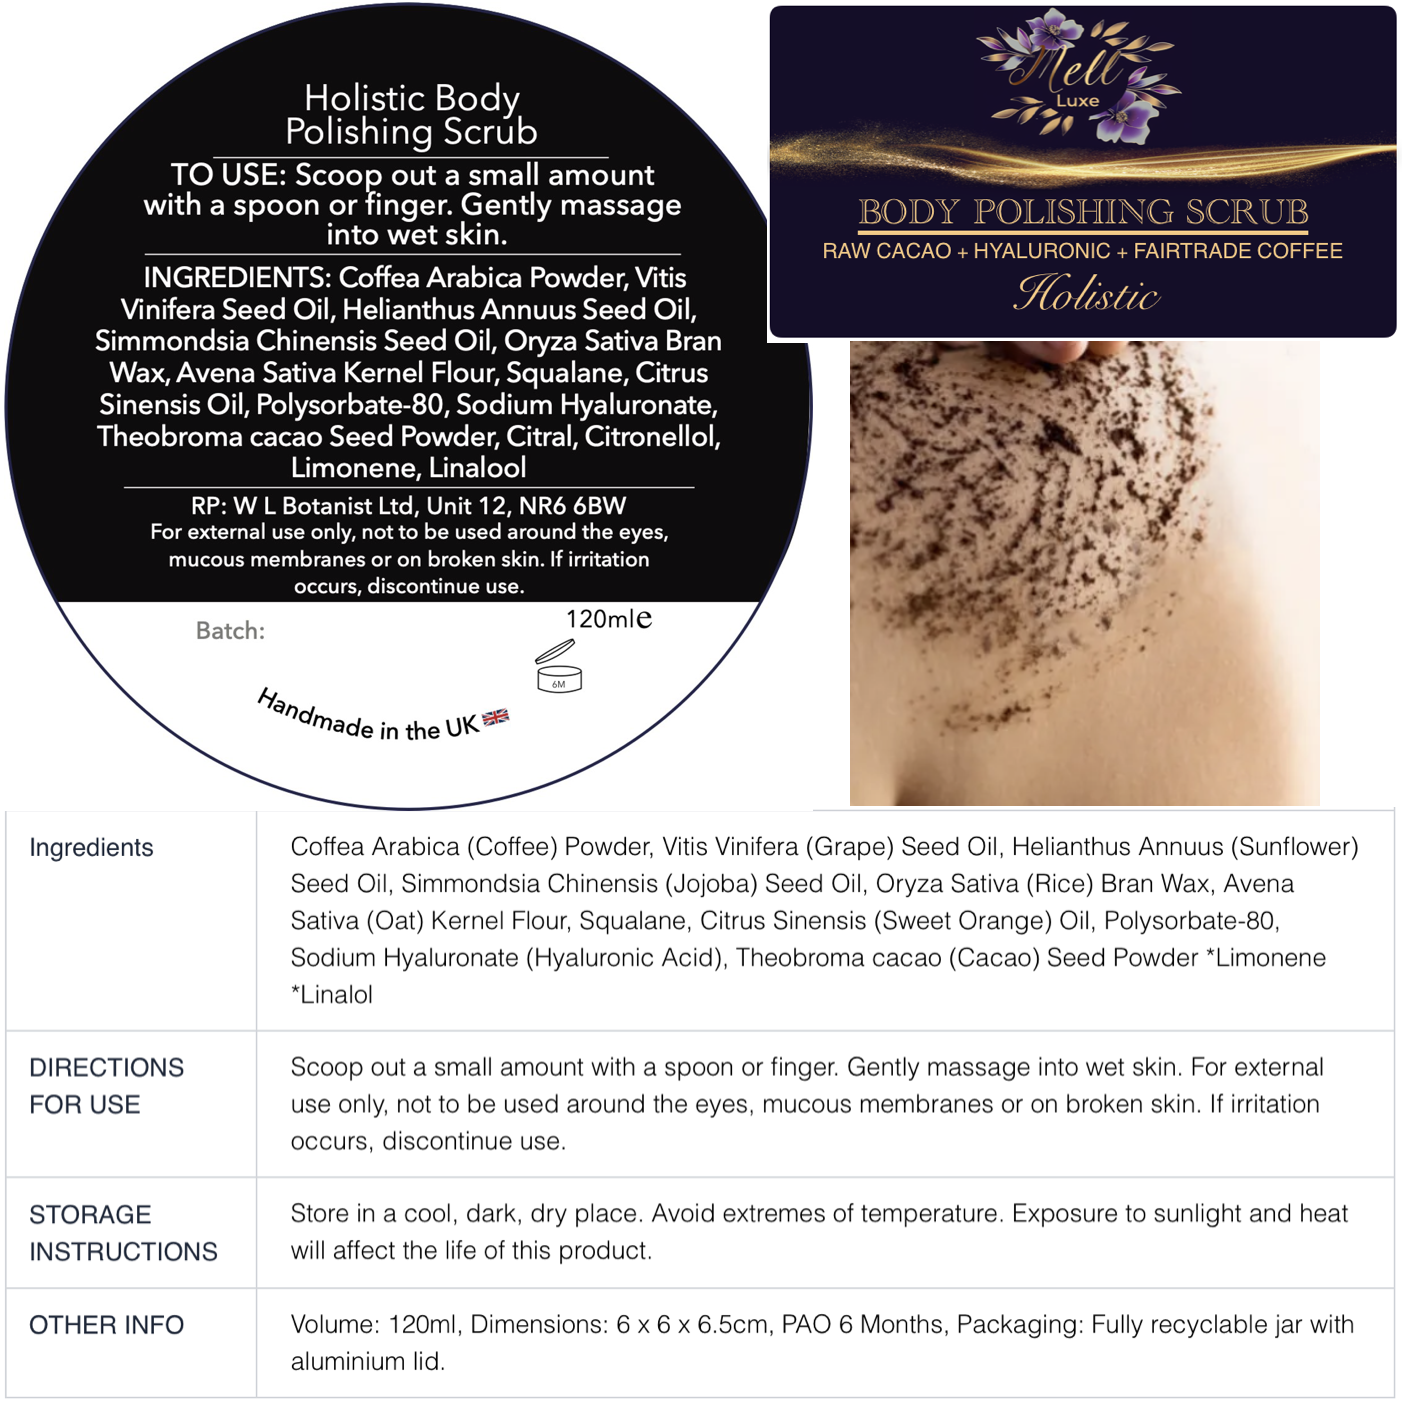 Holistic Body
Polishing Scrub
TO USE: Scoop out a small amount
with a spoon or finger. Gently massage
into wet skin.
INGREDIENTS: Coffea Arabica Powder, Vitis
Vinifera Seed Oil, Helianthus Annuus Seed Oil,
Simmondsia Chinensis Seed Oil, Oryza Sativa Bran
Wax, Avena Sativa Kernel Flour, Squalane, Citrus
Sinensis Oil, Polysorbate-80, Sodium Hyaluronate,
Theobroma cacao Seed Powder, Citral, Citronellol,
Limonene, Linalool
RP: W L Botanist Ltd, Unit 12, NR6 6BW
For external use only, not to be used around the eyes,
mucous membranes or on broken skin. If irritation
occurs, discontinue use.
Batch:
120ml℮
6M
Handmade in the UK
Mell
Luxe
BODY POLISHING SCRUB
RAW CACAO + HYALURONIC + FAIRTRADE COFFEE
Holistic
Ingredients
Coffea Arabica (Coffee) Powder, Vitis Vinifera (Grape) Seed Oil, Helianthus Annuus (Sunflower)
Seed Oil, Simmondsia Chinensis (Jojoba) Seed Oil, Oryza Sativa (Rice) Bran Wax, Avena
Sativa (Oat) Kernel Flour, Squalane, Citrus Sinensis (Sweet Orange) Oil, Polysorbate-80,
Sodium Hyaluronate (Hyaluronic Acid), Theobroma cacao (Cacao) Seed Powder *Limonene
*Linalol
DIRECTIONS
FOR USE
Scoop out a small amount with a spoon or finger. Gently massage into wet skin. For external
use only, not to be used around the eyes, mucous membranes or on broken skin. If irritation
occurs, discontinue use.
STORAGE
INSTRUCTIONS
Store in a cool, dark, dry place. Avoid extremes of temperature. Exposure to sunlight and heat
will affect the life of this product.
OTHER INFO
Volume: 120ml, Dimensions: 6 x 6 x 6.5cm, PAO 6 Months, Packaging: Fully recyclable jar with
aluminium lid.